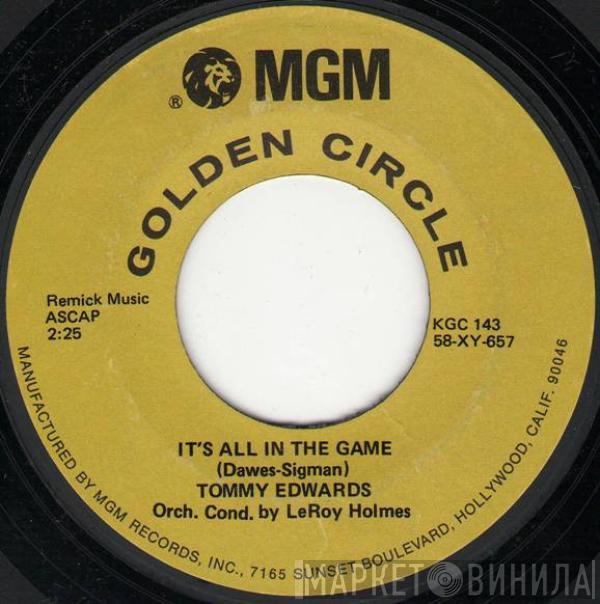 ® MGM
GOLDEN CIRCLE
Remick Music
ASCAP
2:25
KGC 143
58-XY-657
IT'S ALL IN THE GAME
(Dawes-Sigman)
TOMMY EDWARDS
Orch. Cond. by LeRoy Holmes
MANUFACTURED BY MGM RECORDS, INC., 7165 SUNSET BOULEVARD, HOLLYWOOD, CALIF. 90046
МАРКЕТ ВИНИЛА